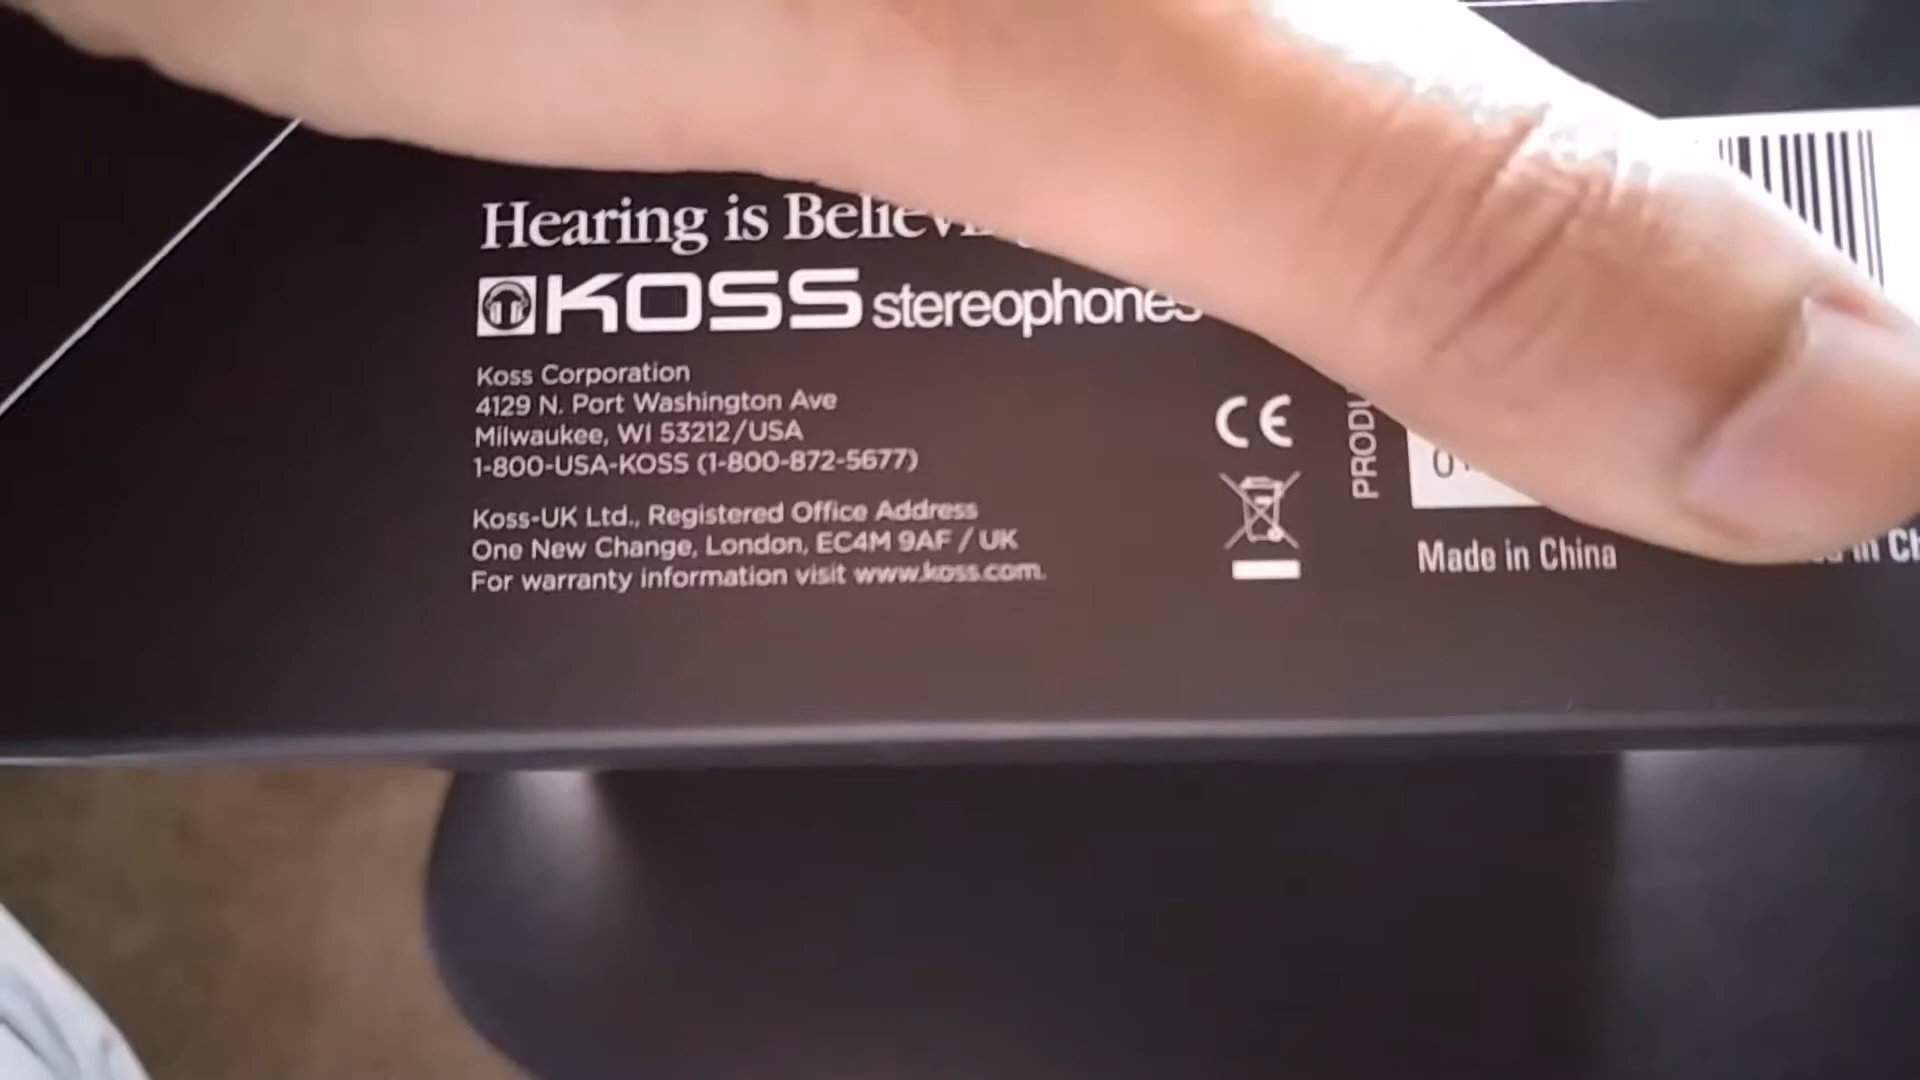 Hearing is
KOSS stereophones
Koss Corporation
4129 N. Port Washington Ave
Milwaukee, WI 53212/USA
1-800-USA-KOSS (1-800-872-5677)
Koss-UK Ltd., Registered Office Address
One New Change, London, EC4M 9AF / UK
For warranty information visit www.koss.com.
CE
Made in China